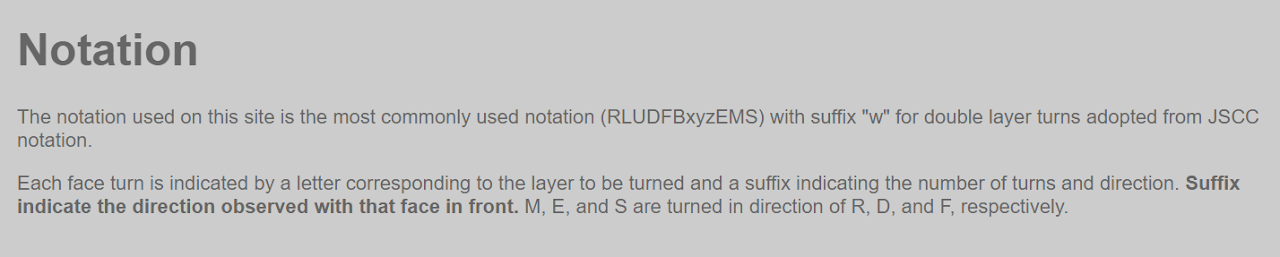 Notation
The notation used on this site is the most commonly used notation (RLUDFBxyzEMS) with suffix "w" for double layer turns adopted from JSCC
notation.
Each face turn is indicated by a letter corresponding to the layer to be turned and a suffix indicating the number of turns and direction. Suffix
indicate the direction observed with that face in front. M, E, and S are turned in direction of R, D, and F, respectively.